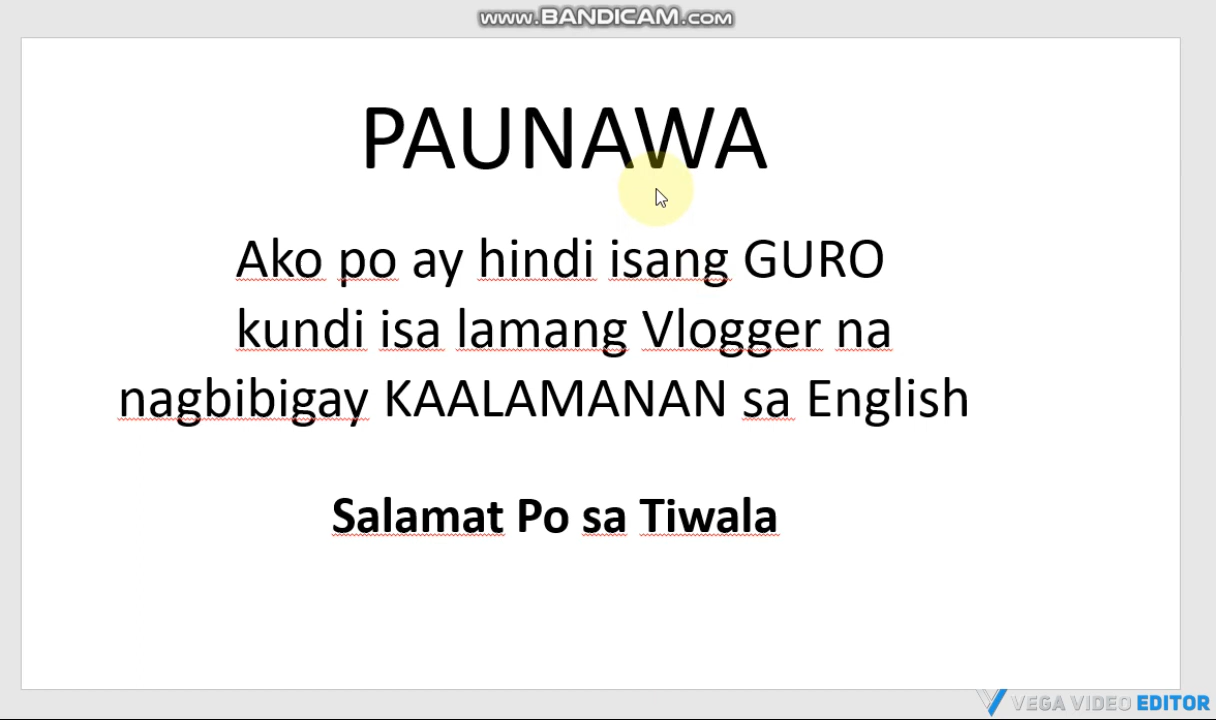 www.BANDICAM.com
PAUNAWA
Ako po ay hindi isang GURO
kundi isa lamang Vlogger na
nagbibigay KAALAMANAN sa English
Salamat Po sa Tiwala
VEGA VIDEO EDITOR